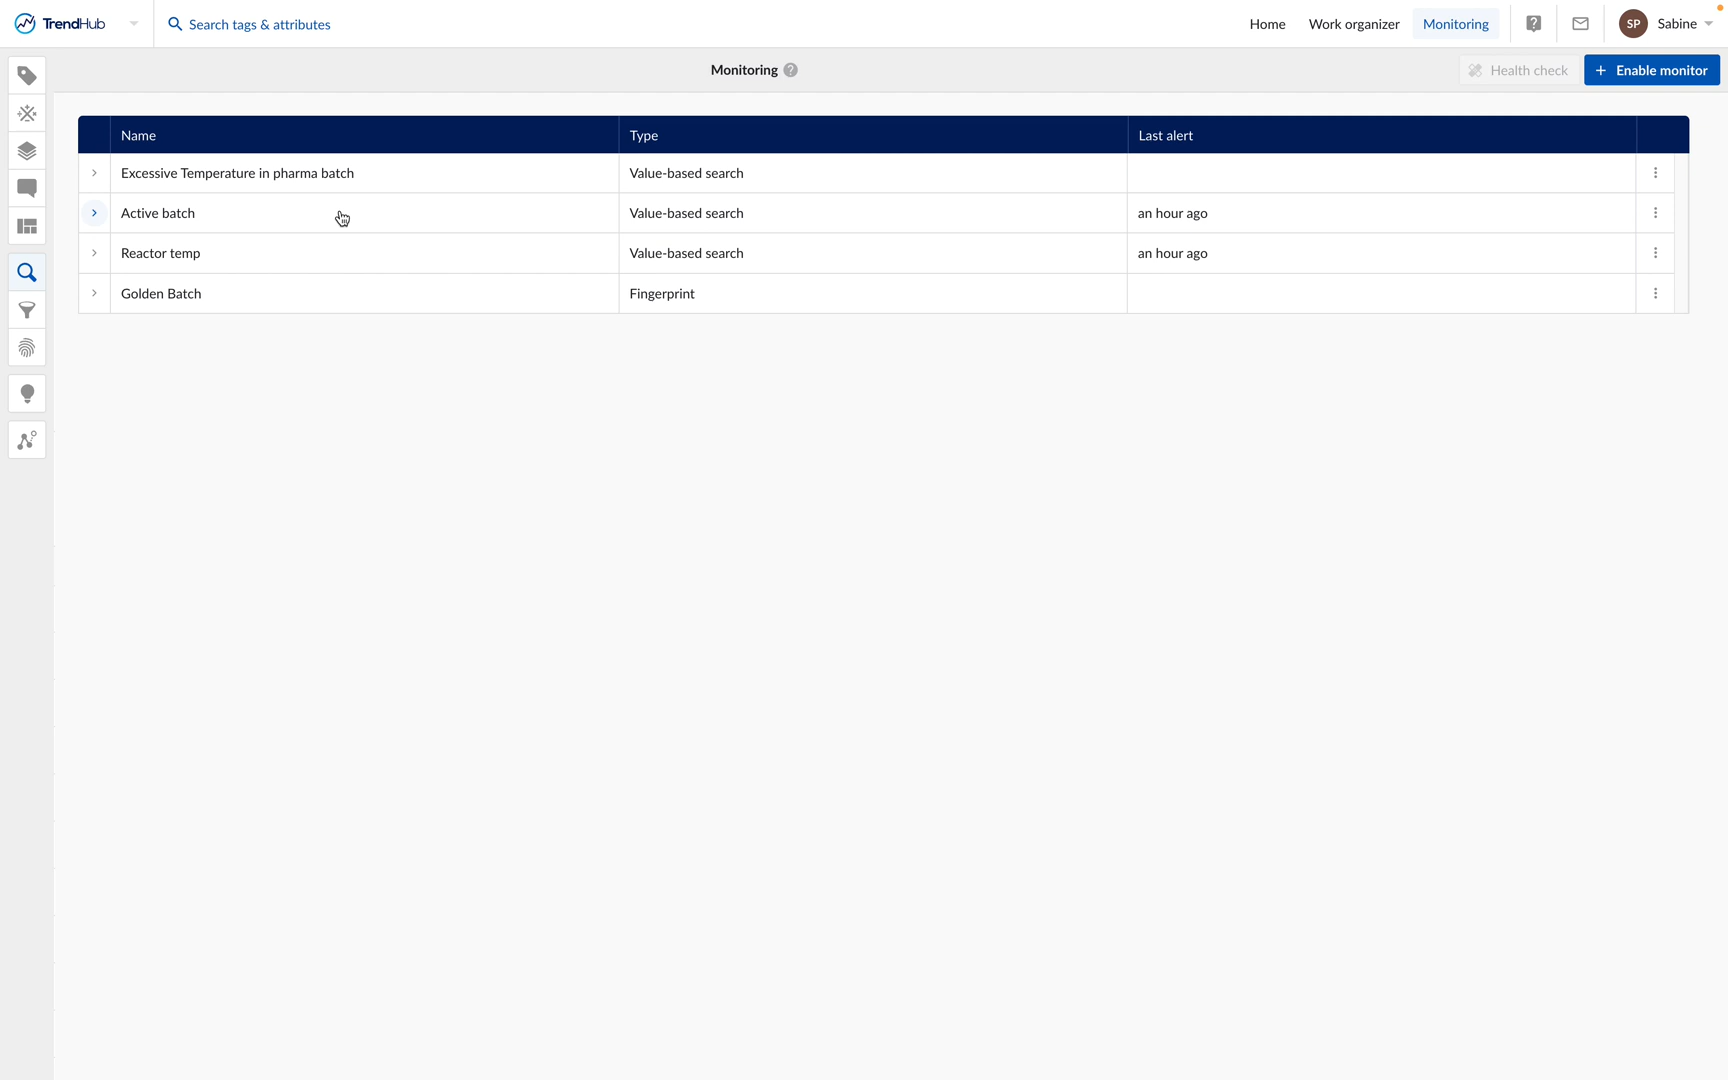 TrendHub
Search tags & attributes
Home
Work organizer
Monitoring
SP
Sabine
Monitoring
Health check
+ Enable monitor
Name
Type
Last alert
Excessive Temperature in pharma batch
Value-based search
Active batch
Value-based search
an hour ago
Reactor temp
Value-based search
an hour ago
Golden Batch
Fingerprint